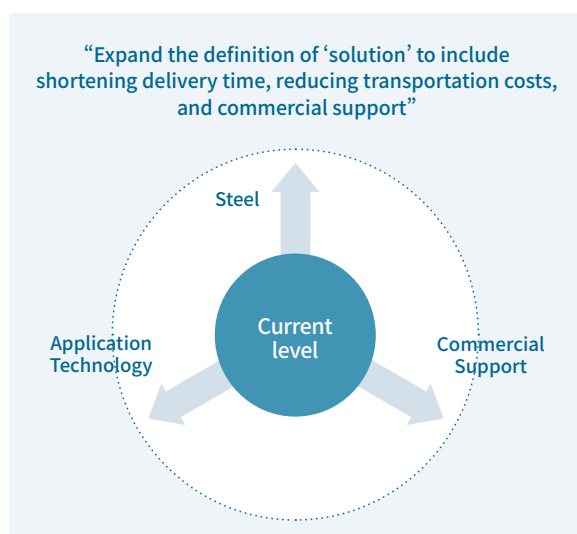 “Expand the definition of ‘solution’ to include
shortening delivery time, reducing transportation costs,
and commercial support”
Steel
Current
level
Application
Technology
Commercial
Support